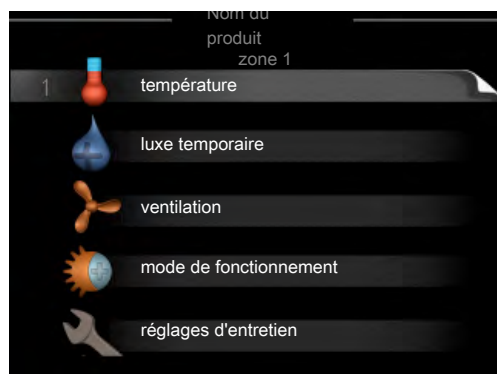 Nom du
produit
zone 1
1 température
luxe temporaire
ventilation
mode de fonctionnement
réglages d'entretien